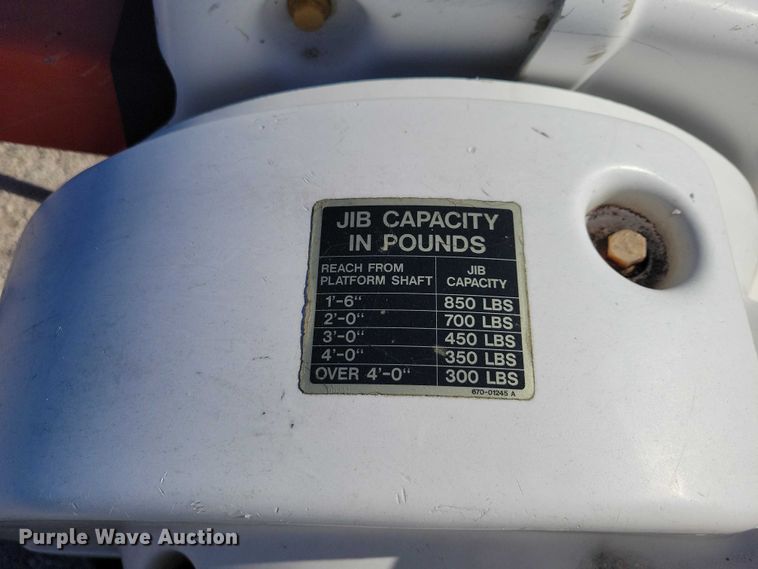 JIB CAPACITY
IN POUNDS
REACH FROM
PLATFORM SHAFT
JIB
CAPACITY
1'-6" 850 LBS
2'-0" 700 LBS
3'-0" 450 LBS
4'-0" 350 LBS
OVER 4'-0" 300 LBS
670-01245 A
Purple Wave Auction